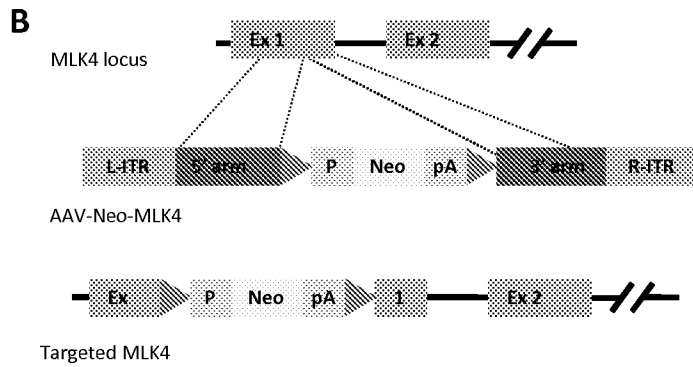 B
Ex 1 Ex 2
MLK4 locus
L-ITR 5' arm P Neo pA 3' arm R-ITR
AAV-Neo-MLK4
Ex P Neo pA 1 Ex 2
Targeted MLK4